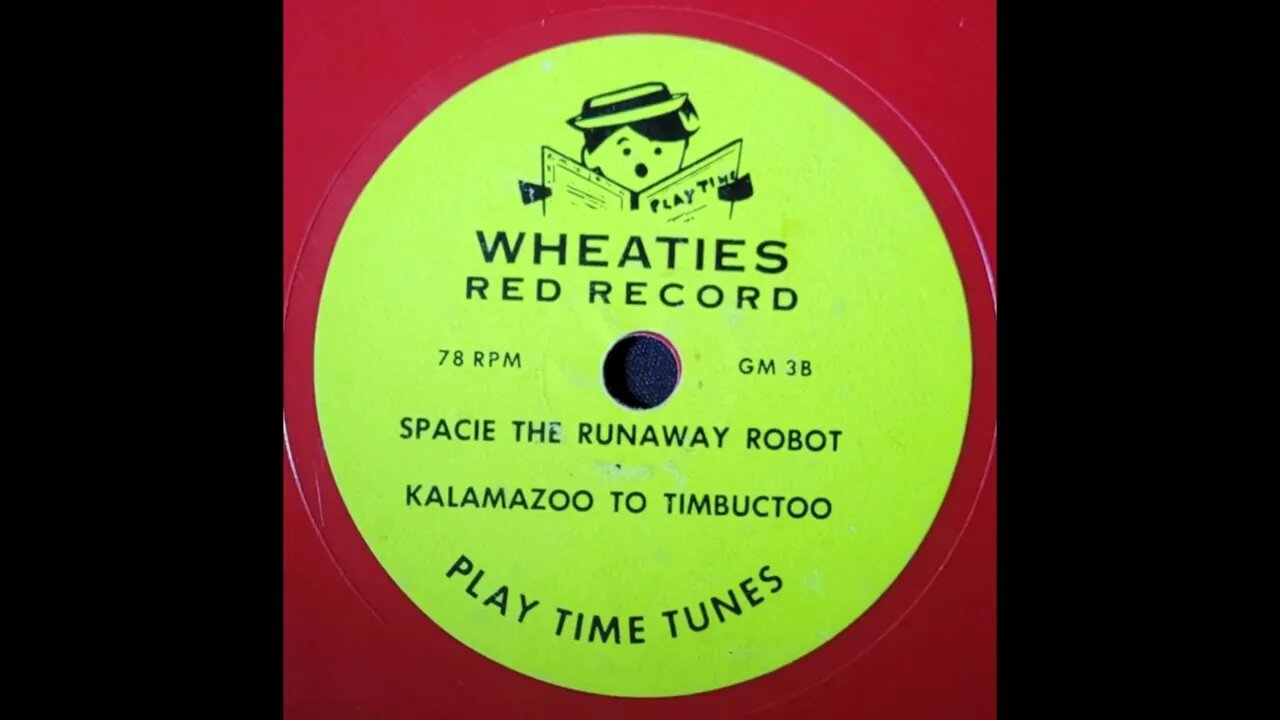 PLAY TIME
WHEATIES
RED RECORD
78 RPM
GM 3B
SPACIE THE RUNAWAY ROBOT
KALAMAZOO TO TIMBUCTOO
PLAY TIME TUNES